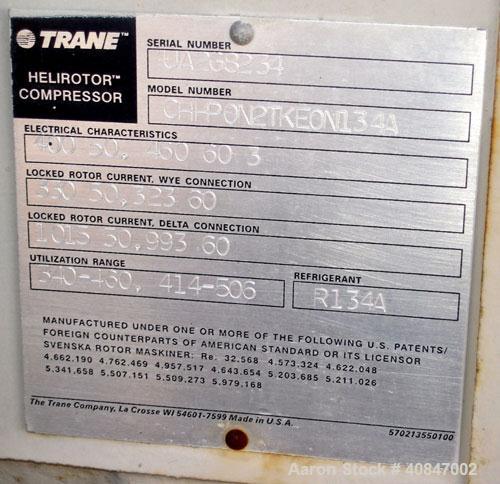 TRANE™
HELIROTOR™
COMPRESSOR
SERIAL NUMBER
MODEL NUMBER
CHHPON2TKEON134A
ELECTRICAL CHARACTERISTICS
400 50, 460 60 3
LOCKED ROTOR CURRENT, WYE CONNECTION
330 50,323 60
LOCKED ROTOR CURRENT, DELTA CONNECTION
1015 50,993 60
UTILIZATION RANGE
340-460, 414-506
REFRIGERANT
R134A
MANUFACTURED UNDER ONE OR MORE OF THE FOLLOWING U.S. PATENTS/
FOREIGN COUNTERPARTS OF AMERICAN STANDARD OR ITS LICENSOR
SVENSKA ROTOR MASKINER: Re. 32.568 4.573.324 4.622.048
4.662.190 4.762.469 4.957.517 4.643.654 5.203.685 5.211.026
5.341.658 5.507.151 5.509.273 5.979.168
The Trane Company, La Crosse WI 54601-7599 Made in U.S.A.
570213550100
Aaron Stock # 40847002